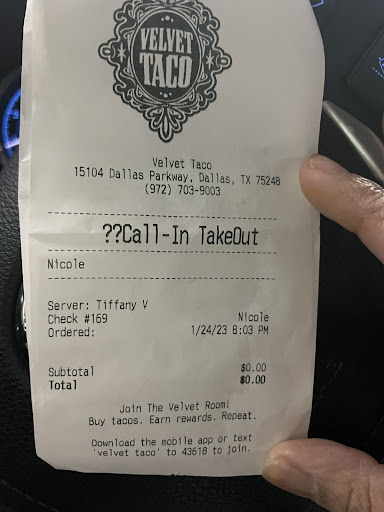 VELVET
TACO
Velvet Taco
15104 Dallas Parkway, Dallas, TX 75248
(972) 703-9003
??Call-In TakeOut
Nicole
Server: Tiffany V
Check #169 Nicole
Ordered: 1/24/23 8:03 PM
Subtotal $0.00
Total $0.00
Join The Velvet Room!
Buy tacos. Earn rewards. Repeat.
Download the mobile app or text
'velvet taco' to 43618 to join.